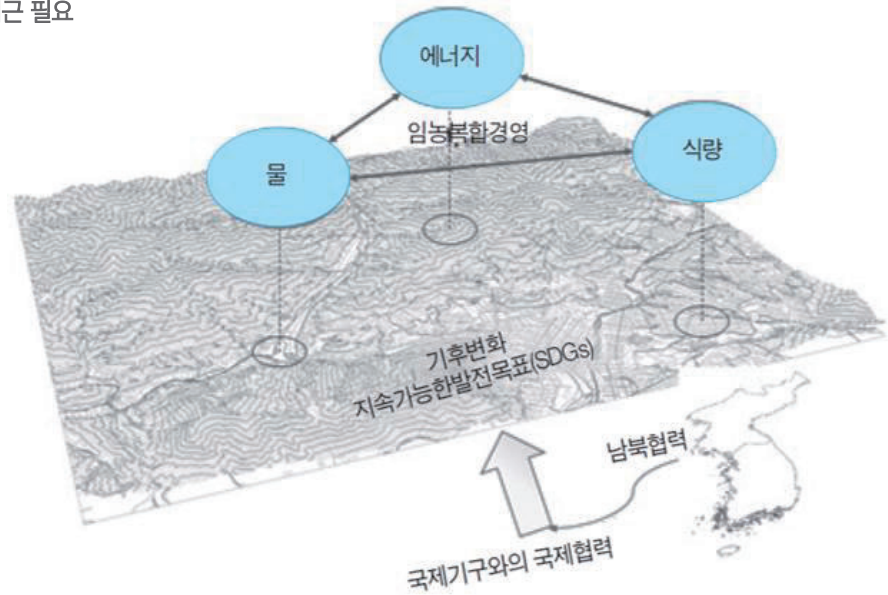 근 필요
에너지
임농복합경영
물
식량
기후변화
지속가능한발전목표(SDGs)
남북협력
국제기구와의 국제협력